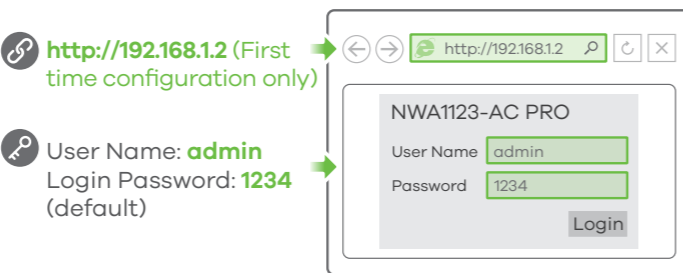 http://192.168.1.2 (First
time configuration only)
User Name: admin
Login Password: 1234
(default)
http://192.168.1.2
NWA1123-AC PRO
User Name admin
Password 1234
Login